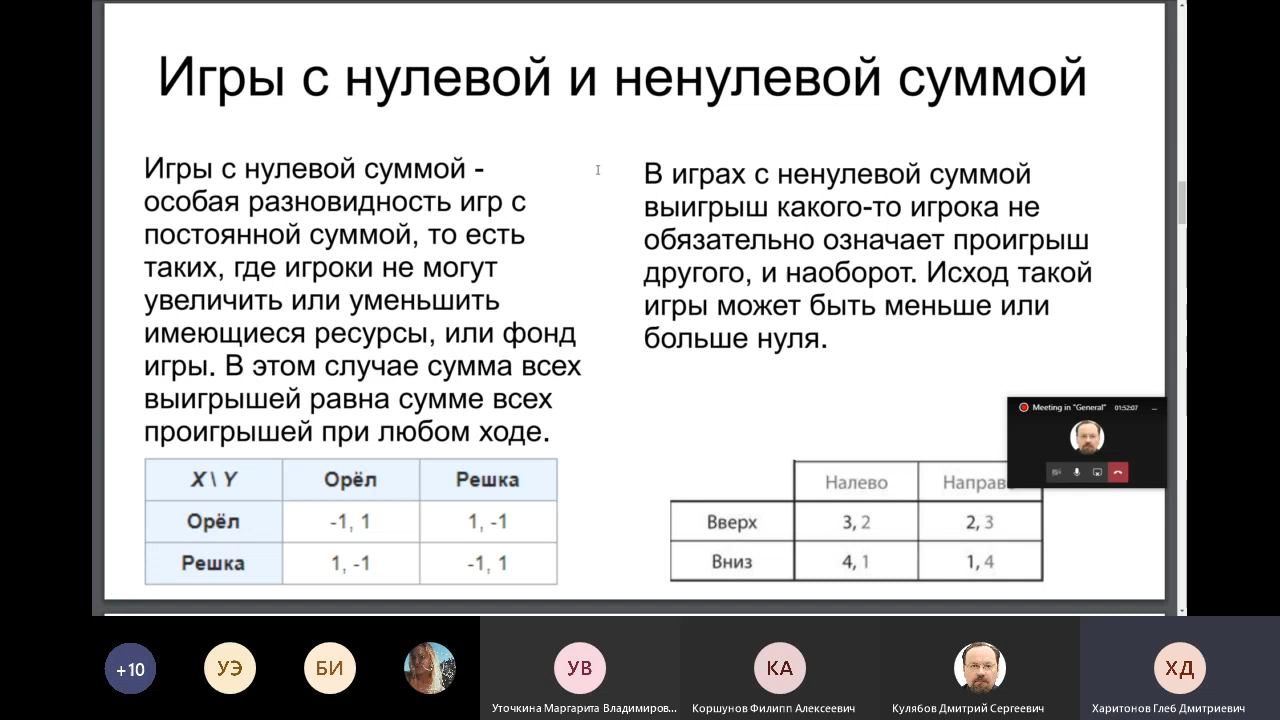 Игры с нулевой и ненулевой суммой
Игры с нулевой суммой -
особая разновидность игр с
постоянной суммой, то есть
таких, где игроки не могут
увеличить или уменьшить
имеющиеся ресурсы, или фонд
игры. В этом случае сумма всех
выигрышей равна сумме всех
проигрышей при любом ходе.
X \ Y Орёл Решка
Орёл -1, 1 1, -1
Решка 1, -1 -1, 1
В играх с ненулевой суммой
выигрыш какого-то игрока не
обязательно означает проигрыш
другого, и наоборот. Исход такой
игры может быть меньше или
больше нуля.
Meeting in "General" 01:52:07
Налево
Вверх 3, 2 2, 3
Вниз 4, 1 1, 4
+10 УЭ БИ УВ КА ХД
Уточкина Маргарита Владимиров... Коршунов Филипп Алексеевич Кулябов Дмитрий Сергеевич Харитонов Глеб Дмитриевич